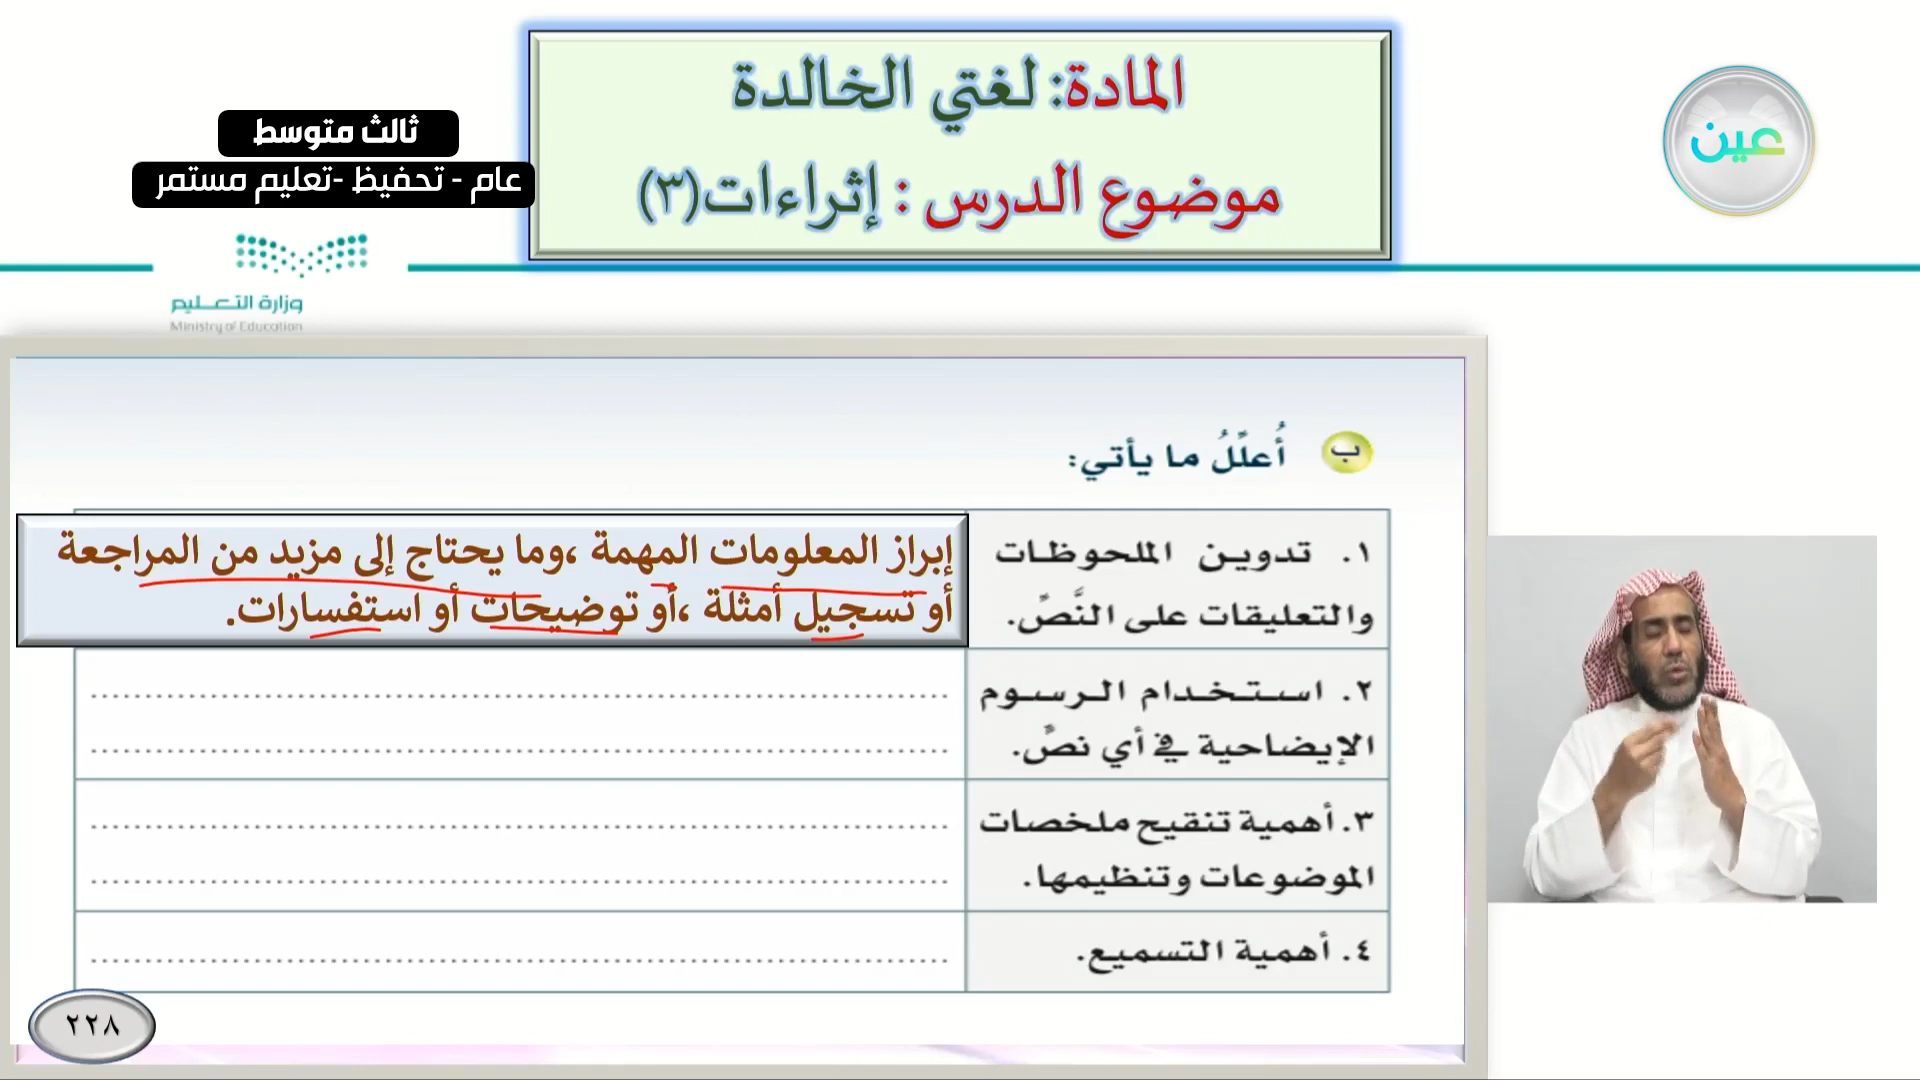 المادة: لغتي الخالدة
موضوع الدرس : إثراءات(٣)
ثالث متوسط
عام - تحفيظ -تعليم مستمر
عين
وزارة التعـــليم
Ministry of Education
ب أُعلِّلُ ما يأتي:
١. تدوين الملحوظات
والتعليقات على النَّصِّ.
إبراز المعلومات المهمة ،وما يحتاج إلى مزيد من المراجعة
أو تسجيل أمثلة ،أو توضيحات أو استفسارات.
٢. استخدام الرسوم
الإيضاحية في أي نصٍّ.
٣. أهمية تنقيح ملخصات
الموضوعات وتنظيمها.
٤. أهمية التسميع.
٢٢٨